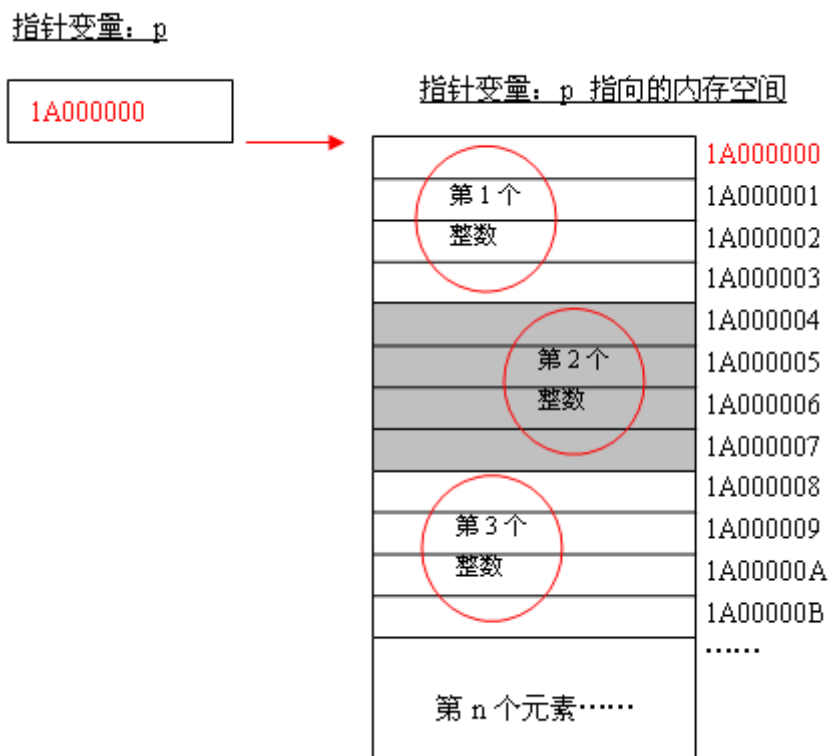 指针变量：p
1A000000
指针变量：p 指向的内存空间
1A000000
第1个
1A000001
整数
1A000002
1A000003
1A000004
第2个
1A000005
整数
1A000006
1A000007
1A000008
第3个
1A000009
整数
1A00000A
1A00000B
……
第n个元素……